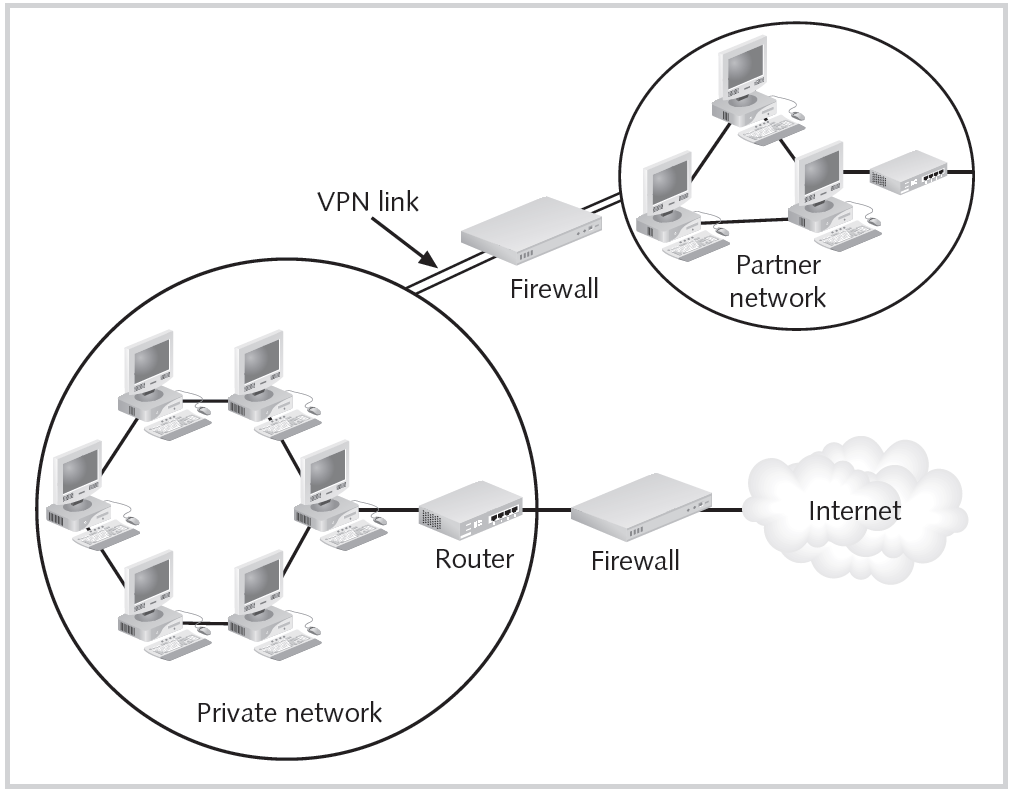 VPN link
Firewall
Partner
network
Router
Firewall
Internet
Private network